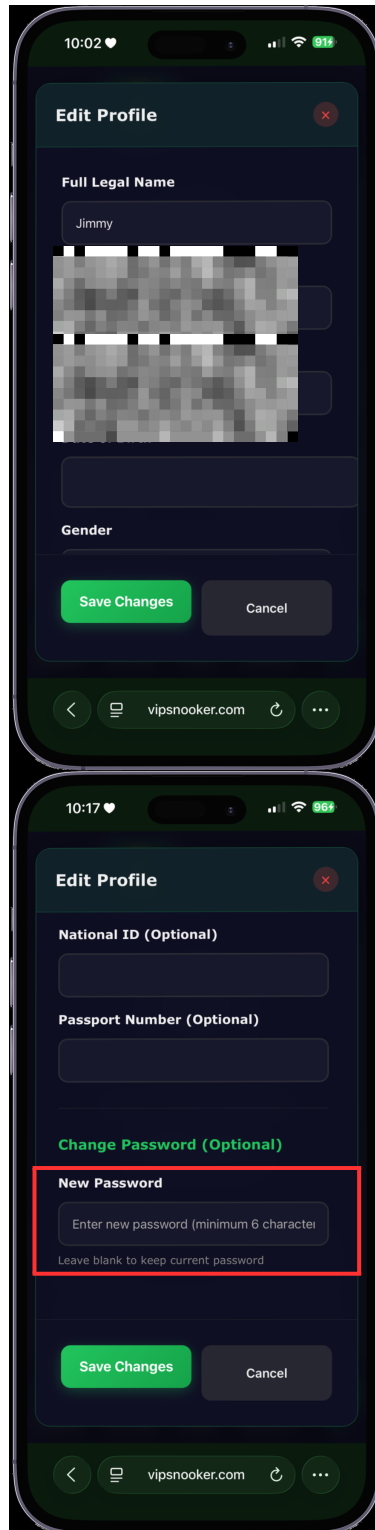 10:02
91
Edit Profile
Full Legal Name
Jimmy
Gender
Save Changes
Cancel
vipsnooker.com
10:17
96
Edit Profile
National ID (Optional)
Passport Number (Optional)
Change Password (Optional)
New Password
Enter new password (minimum 6 character
Leave blank to keep current password
Save Changes
Cancel
vipsnooker.com